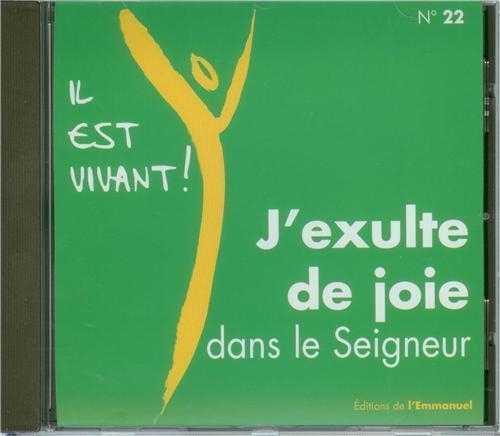 N° 22
IL
EST
VIVANT!
J'exulte
de joie
dans le Seigneur
Éditions de l'Emmanuel